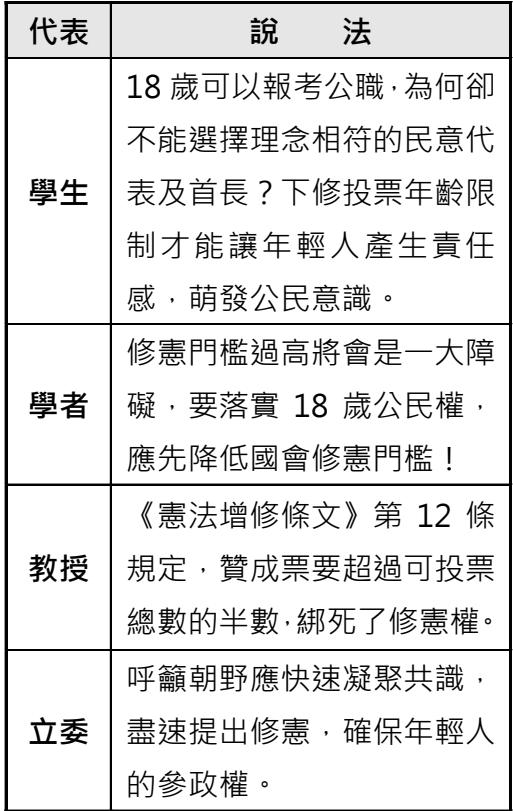 代表 說 法
18 歲可以報考公職，為何卻
不能選擇理念相符的民意代
學生 表及首長？下修投票年齡限
制才能讓年輕人產生責任
感，萌發公民意識。
修憲門檻過高將會是一大障
學者 礙，要落實 18 歲公民權，
應先降低國會修憲門檻！
《憲法增修條文》第 12 條
教授 規定，贊成票要超過可投票
總數的半數，綁死了修憲權。
呼籲朝野應快速凝聚共識，
立委 盡速提出修憲，確保年輕人
的參政權。